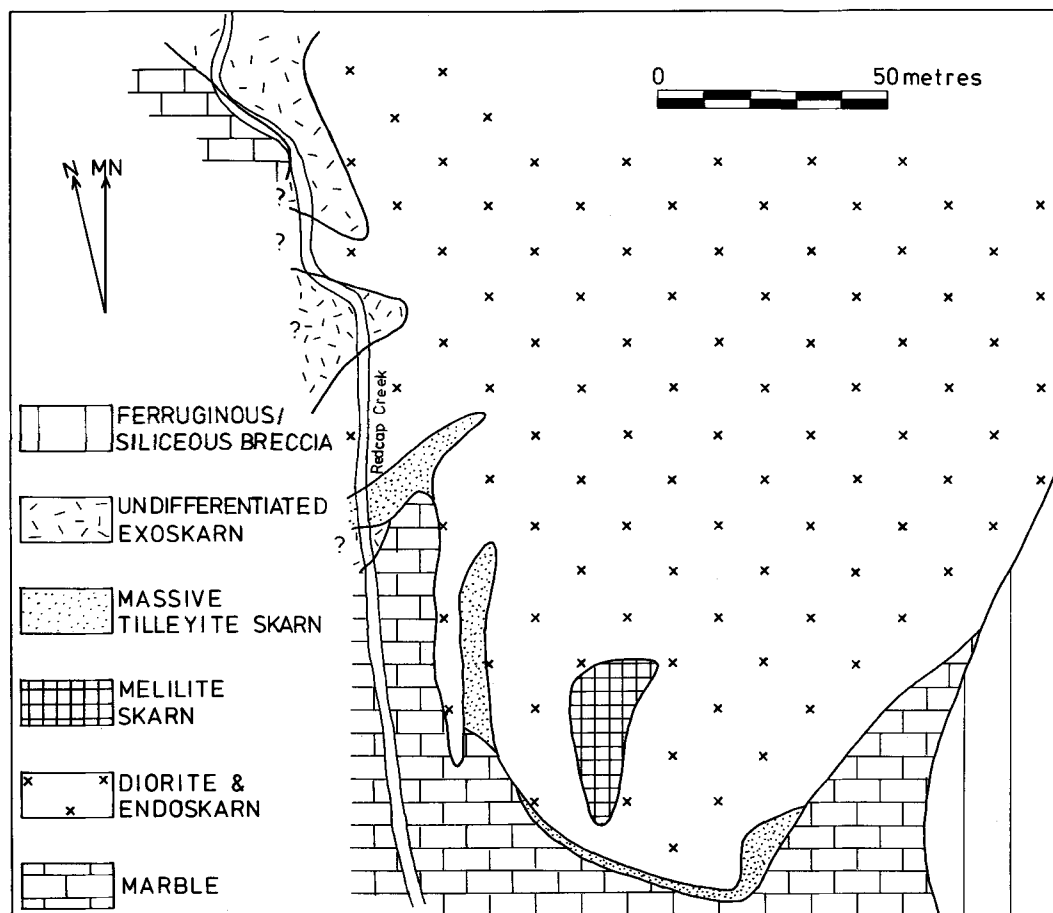 0 50 metres
N MN
?
?
?
Redcap Creek
?
FERRUGINOUS/
SILICEOUS BRECCIA
UNDIFFERENTIATED
EXOSKARN
MASSIVE
TILLEYITE SKARN
MELILITE
SKARN
DIORITE &
ENDOSKARN
MARBLE